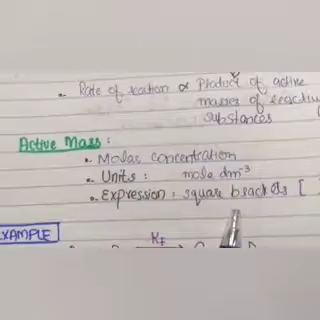 Rate of reaction ∝ Product of active
masses of reacting
substances
Active Mass:
Molar concentration
Units: mole dm⁻³
Expression: square brackets [
EXAMPLE
Kf